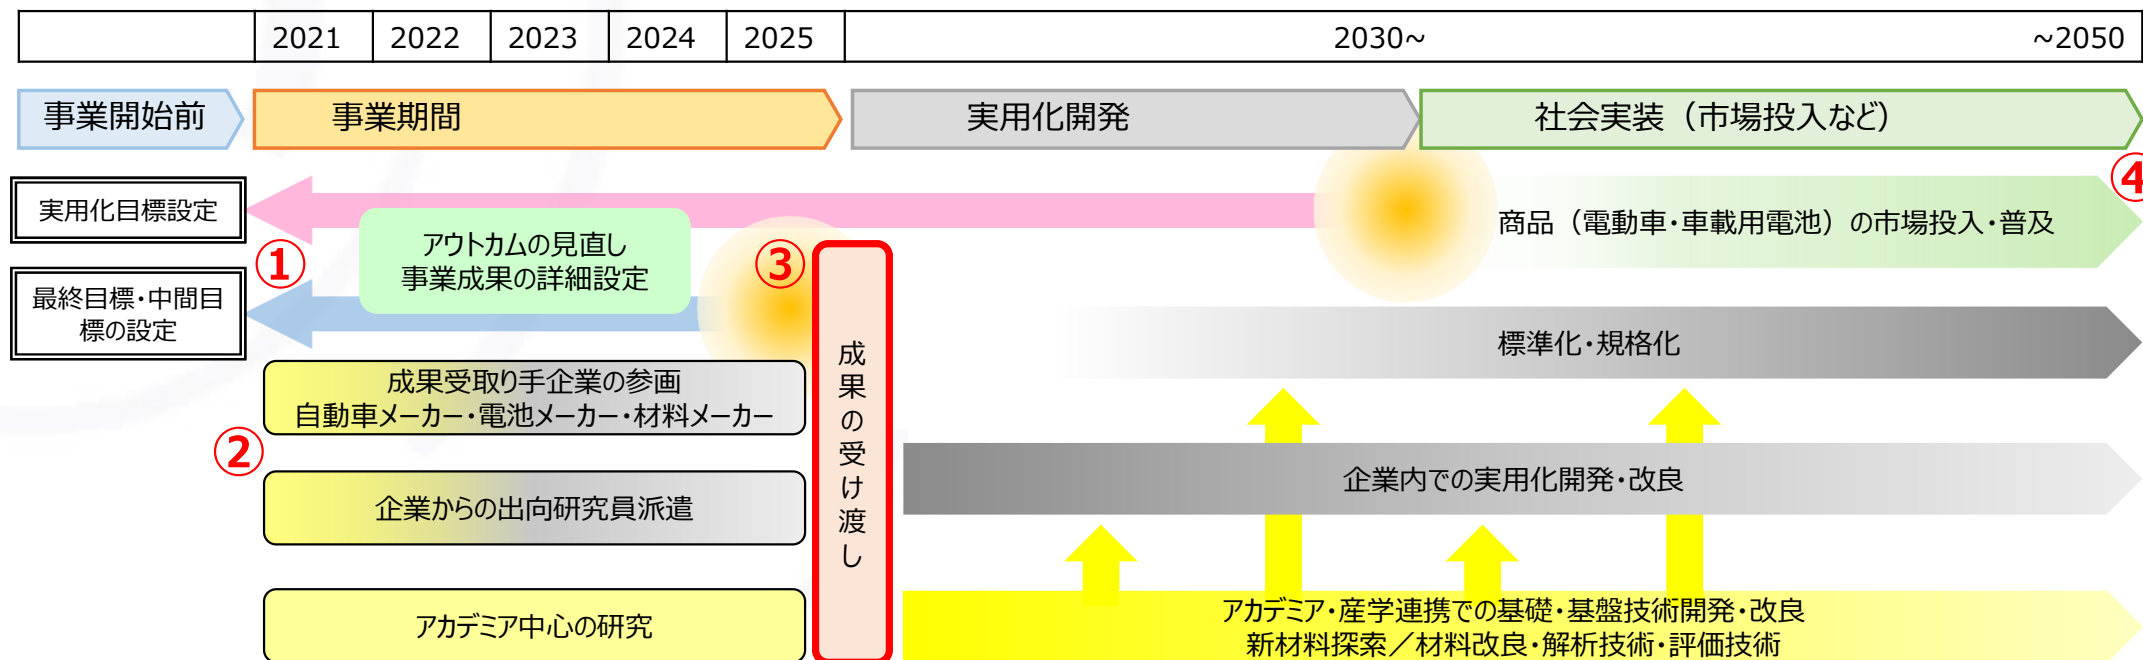 2021 2022 2023 2024 2025 2030~ ~2050
事業開始前 事業期間 実用化開発 社会実装（市場投入など）
④
実用化目標設定
商品（電動車・車載用電池）の市場投入・普及
①
アウトカムの見直し
事業成果の詳細設定
③
最終目標・中間目
標の設定
成果の受け渡し
標準化・規格化
成果受取り手企業の参画
自動車メーカー・電池メーカー・材料メーカー
②
企業内での実用化開発・改良
企業からの出向研究員派遣
アカデミア中心の研究
アカデミア・産学連携での基礎・基盤技術開発・改良
新材料探索／材料改良・解析技術・評価技術